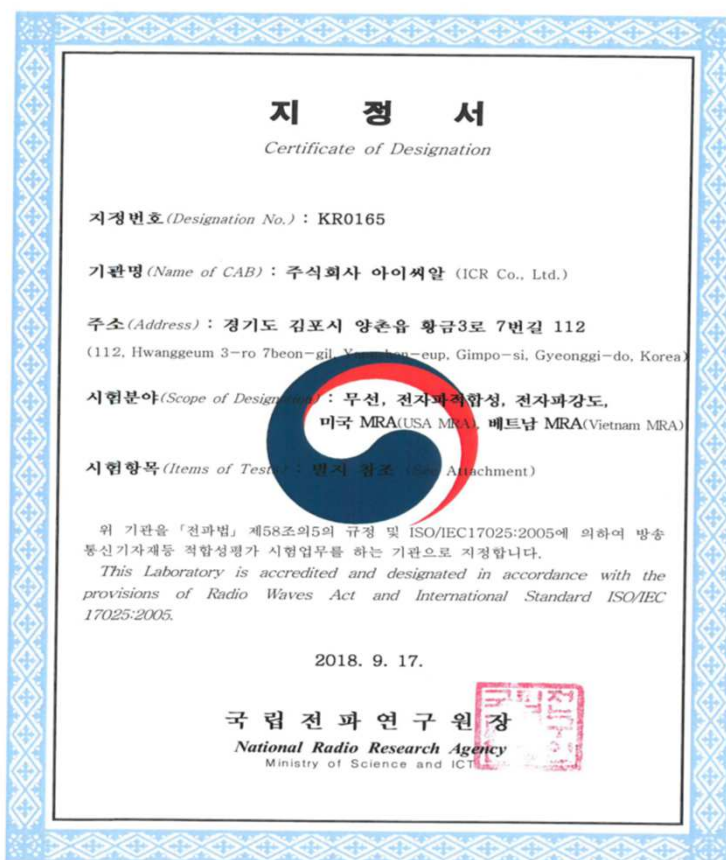 지 정 서
Certificate of Designation
지정번호(Designation No.) : KR0165
기관명(Name of CAB) : 주식회사 아이씨알 (ICR Co., Ltd.)
주소(Address) : 경기도 김포시 양촌읍 황금3로 7번길 112
(112, Hwanggeum 3-ro 7beon-gil, Yangchon-eup, Gimpo-si, Gyeonggi-do, Korea)
시험분야(Scope of Designation) : 무선, 전자파적합성, 전자파강도,
미국 MRA(USA MRA), 베트남 MRA(Vietnam MRA)
시험항목(Items of Tests) : 별지 참조 (See Attachment)
위 기관을 「전파법」 제58조의5의 규정 및 ISO/IEC17025:2005에 의하여 방송
통신기자재등 적합성평가 시험업무를 하는 기관으로 지정합니다.
This Laboratory is accredited and designated in accordance with the
provisions of Radio Waves Act and International Standard ISO/IEC
17025:2005.
2018. 9. 17.
국 립 전 파 연 구 원 장
National Radio Research Agency
Ministry of Science and ICT